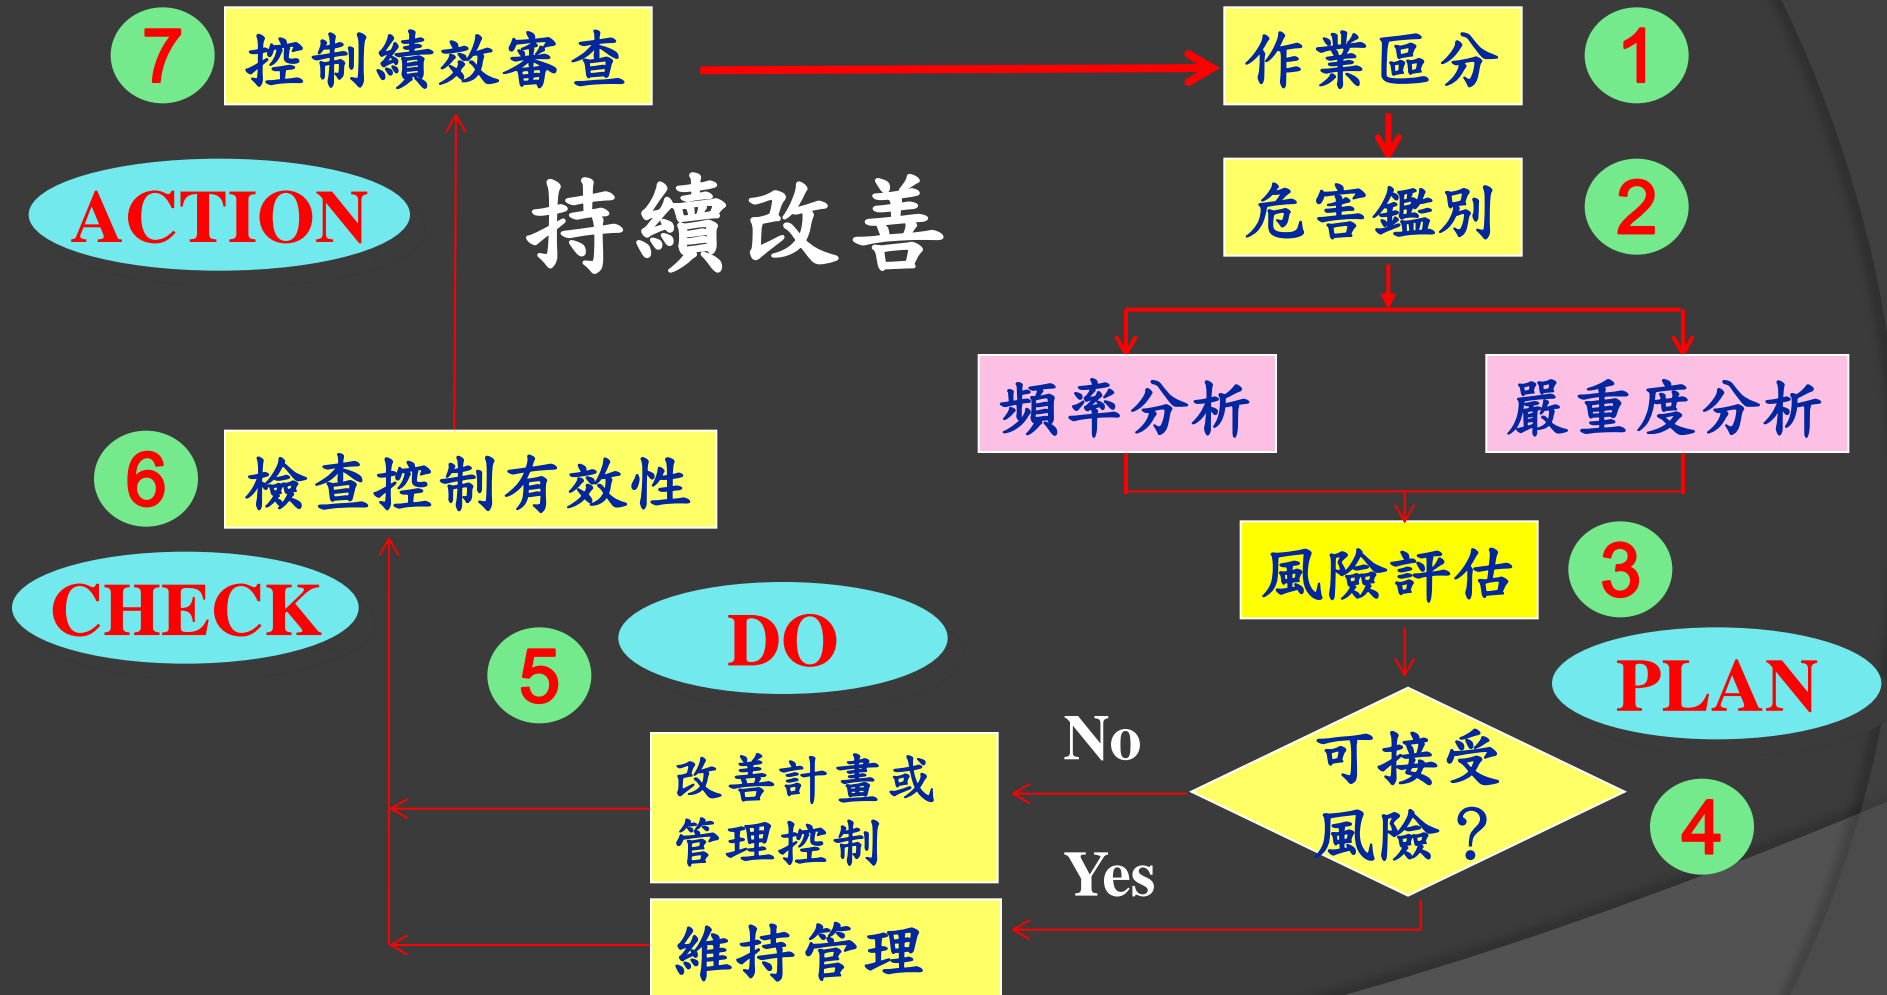 7
控制績效審查
作業區分
1
ACTION
持續改善
危害鑑別
2
頻率分析
嚴重度分析
6
檢查控制有效性
風險評估
3
CHECK
5
DO
PLAN
No
可接受
風險？
4
改善計畫或
管理控制
Yes
維持管理